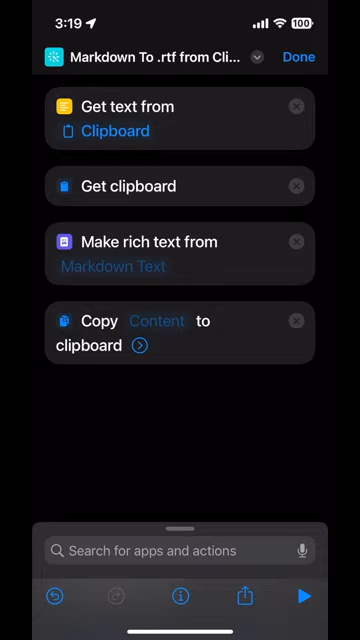 3:19
100
Markdown To .rtf from Cli...
Done
Get text from
Clipboard
Get clipboard
Make rich text from
Markdown Text
Copy Content to
clipboard
Search for apps and actions